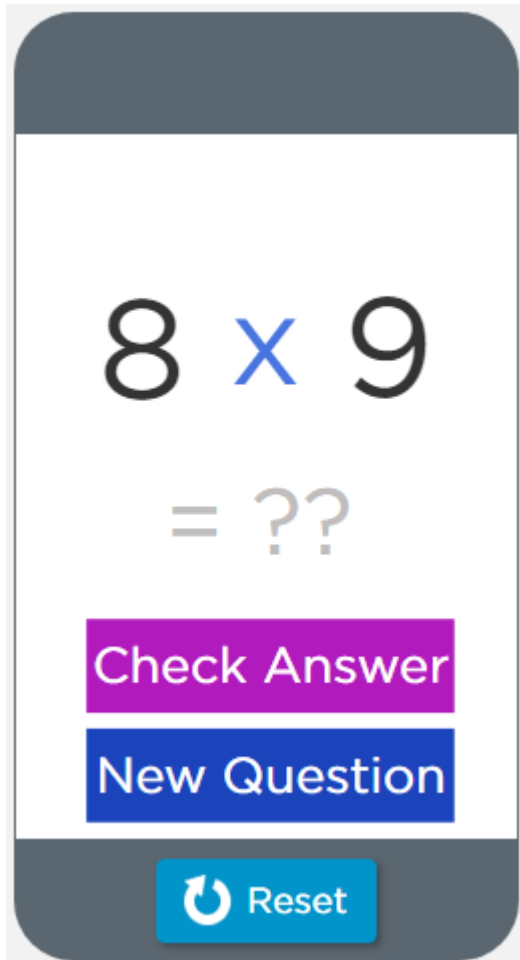 8 x 9
= ??
Check Answer
New Question
Reset